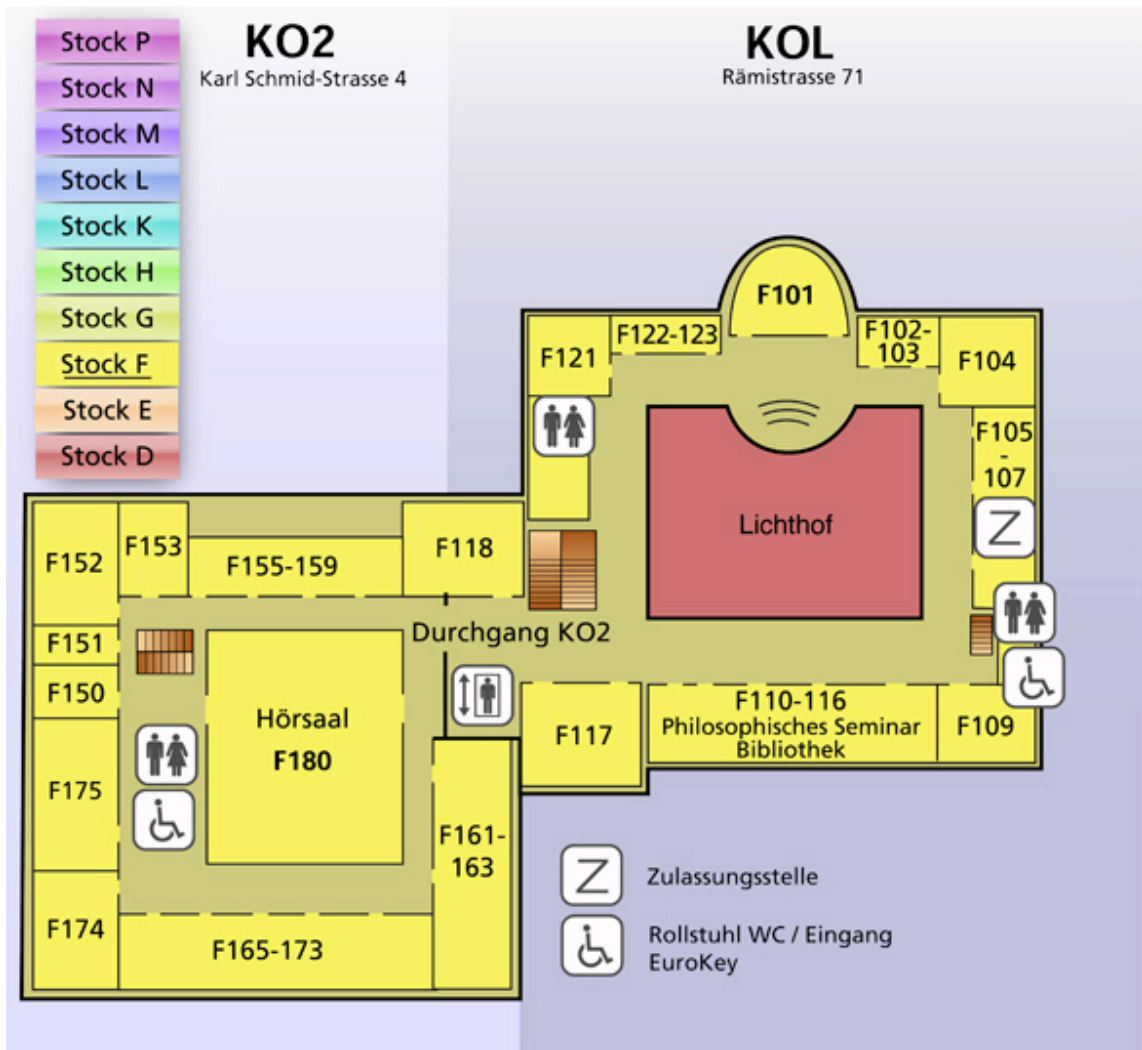 Stock P
Stock N
Stock M
Stock L
Stock K
Stock H
Stock G
Stock F
Stock E
Stock D
KO2
Karl Schmid-Strasse 4
KOL
Rämistrasse 71
F101
F121
F122-123
F102-
103
F104
F105
-
107
Lichthof
Z
F152
F153
F155-159
F118
F151
F150
Durchgang KO2
Hörsaal
F180
F175
F174
F165-173
F161-
163
F117
F110-116
Philosophisches Seminar
Bibliothek
F109
Z
Zulassungsstelle
Rollstuhl WC / Eingang
EuroKey